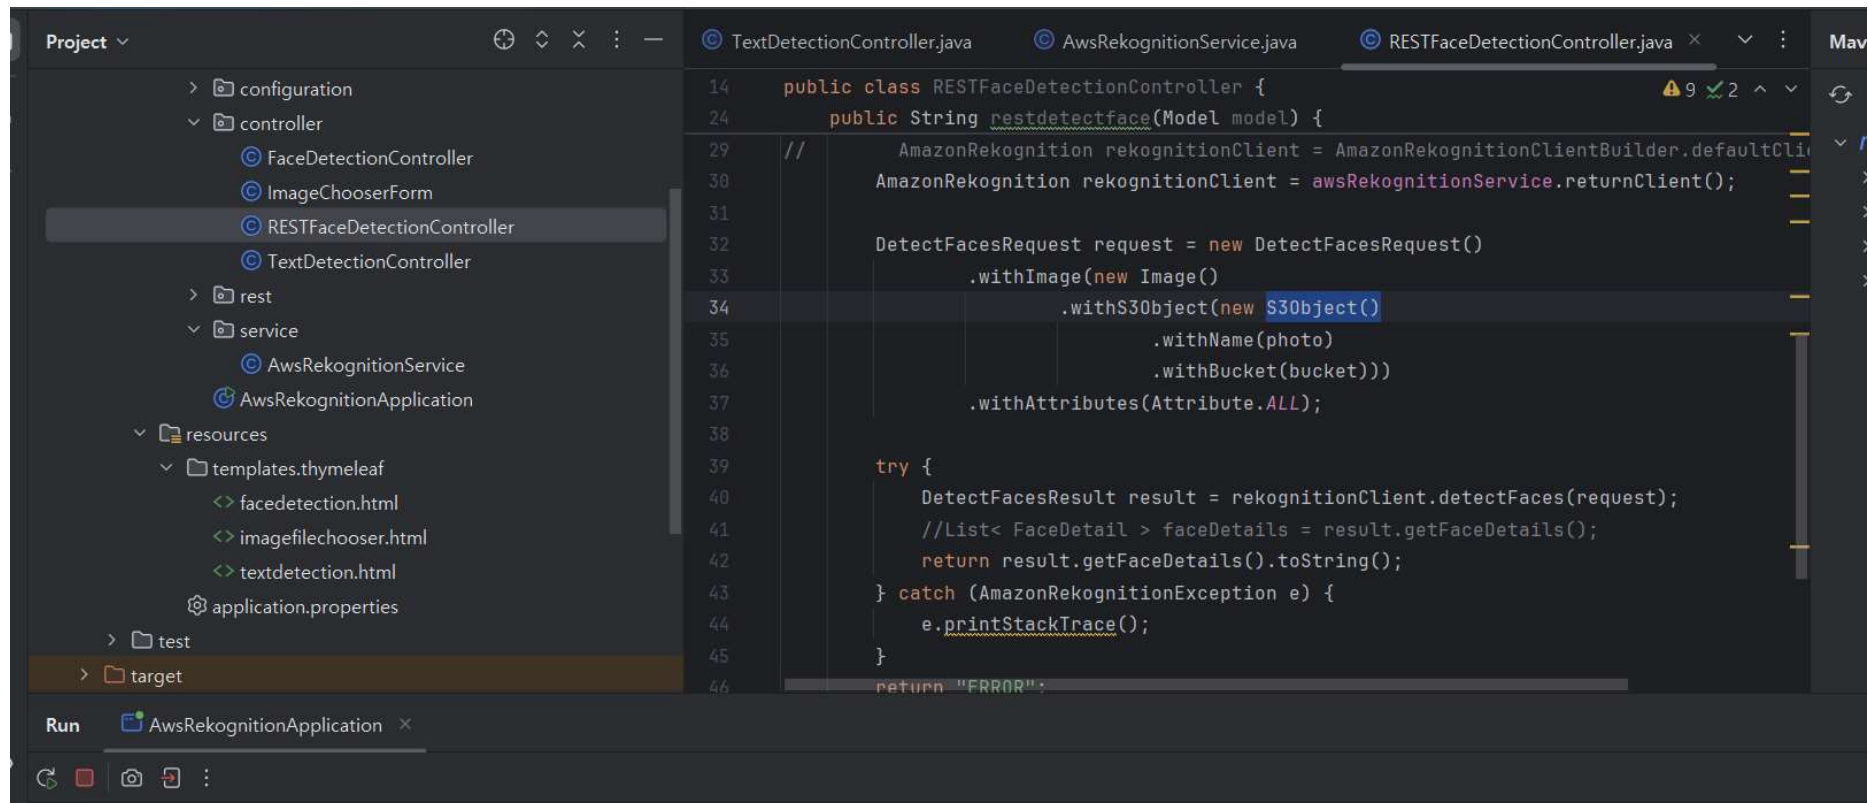 Project
configuration
controller
FaceDetectionController
ImageChooserForm
RESTFaceDetectionController
TextDetectionController
rest
service
AwsRekognitionService
AwsRekognitionApplication
resources
templates.thymeleaf
facedetection.html
imagefilechooser.html
textdetection.html
application.properties
test
target
TextDetectionController.java AwsRekognitionService.java RESTFaceDetectionController.java
9 2
14 public class RESTFaceDetectionController {
24 public String restdetectface(Model model) {
29 // AmazonRekognition rekognitionClient = AmazonRekognitionClientBuilder.defaultCli
30 AmazonRekognition rekognitionClient = awsRekognitionService.returnClient();
31
32 DetectFacesRequest request = new DetectFacesRequest()
33 .withImage(new Image()
34 .withS3Object(new S3Object()
35 .withName(photo)
36 .withBucket(bucket)))
37 .withAttributes(Attribute.ALL);
38
39 try {
40 DetectFacesResult result = rekognitionClient.detectFaces(request);
41 //List< FaceDetail > faceDetails = result.getFaceDetails();
42 return result.getFaceDetails().toString();
43 } catch (AmazonRekognitionException e) {
44 e.printStackTrace();
45 }
46 return "ERROR";
Mav
Run AwsRekognitionApplication